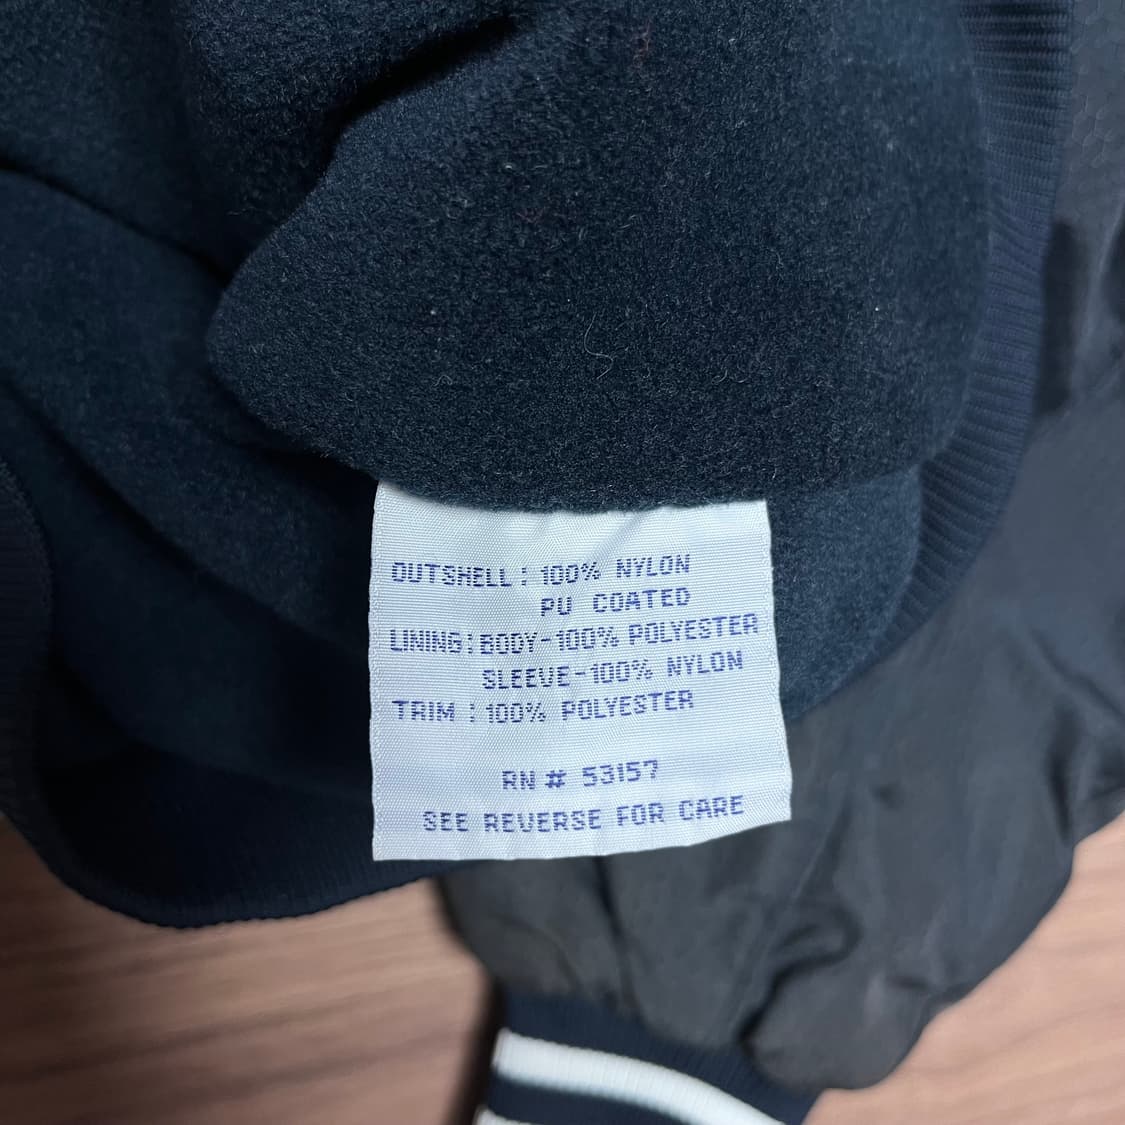 OUTSHELL: 100% NYLON
PU COATED
LINING: BODY-100% POLYESTER
SLEEVE-100% NYLON
TRIM : 100% POLYESTER
RN # 53157
SEE REVERSE FOR CARE